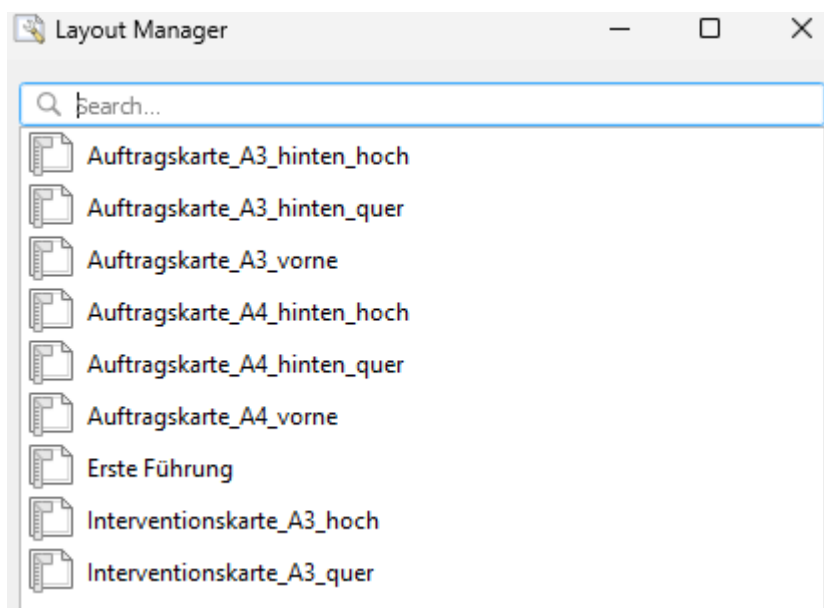 Layout Manager
Search...
Auftragskarte_A3_hinten_hoch
Auftragskarte_A3_hinten_quer
Auftragskarte_A3_vorne
Auftragskarte_A4_hinten_hoch
Auftragskarte_A4_hinten_quer
Auftragskarte_A4_vorne
Erste Führung
Interventionskarte_A3_hoch
Interventionskarte_A3_quer